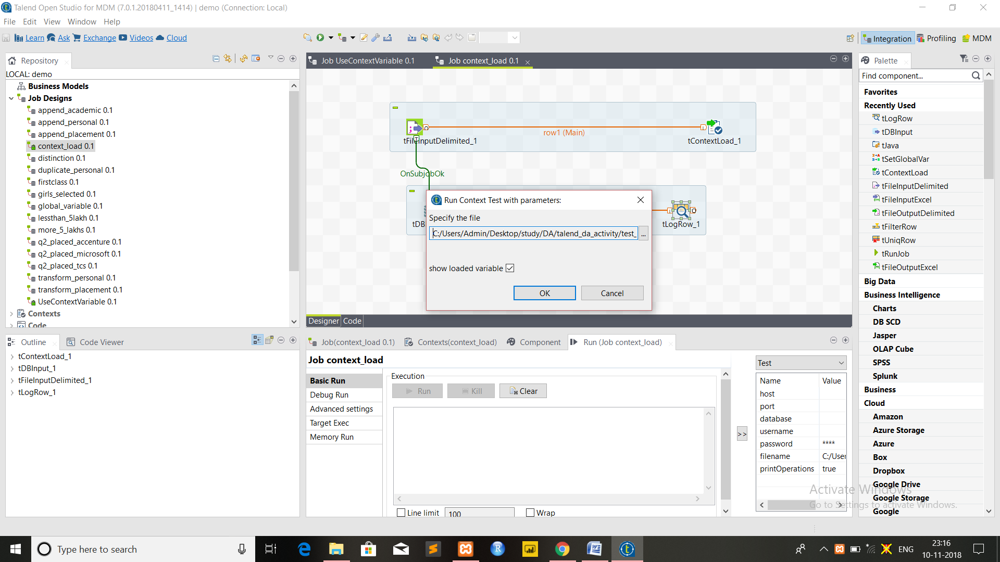 Talend Open Studio for MDM (7.0.1.20180411_1414) | demo (Connection: Local)
File Edit View Window Help
Learn Ask Exchange Videos Cloud
Integration Profiling MDM
Repository
LOCAL: demo
Business Models
Job Designs
append_academic 0.1
append_personal 0.1
append_placement 0.1
context_load 0.1
distinction 0.1
duplicate_personal 0.1
firstclass 0.1
girls_selected 0.1
global_variable 0.1
lessthan_5lakh 0.1
more_5_lakhs 0.1
q2_placed_accenture 0.1
q2_placed_microsoft 0.1
q2_placed_tcs 0.1
transform_personal 0.1
transform_placement 0.1
UseContextVariable 0.1
Contexts
Code
Job UseContextVariable 0.1 Job context_load 0.1
row1 (Main)
tFileInputDelimited_1 tContextLoad_1
OnSubjobOk
tDB
tLogRow_1
Run Context Test with parameters:
Specify the file
C:/Users/Admin/Desktop/study/DA/talend_da_activity/test_
...
show loaded variable
OK Cancel
Designer Code
Palette
Find component...
Favorites
Recently Used
tLogRow
tDBInput
tJava
tSetGlobalVar
tContextLoad
tFileInputDelimited
tFileInputExcel
tFileOutputDelimited
tFilterRow
tUniqRow
tRunJob
tFileOutputExcel
Big Data
Business Intelligence
Charts
DB SCD
Jasper
OLAP Cube
SPSS
Splunk
Business
Cloud
Amazon
Azure Storage
Azure
Box
Dropbox
Google Drive
Google Storage
Google
Outline Code Viewer
tContextLoad_1
tDBInput_1
tFileInputDelimited_1
tLogRow_1
Job(context_load 0.1) Contexts(context_load) Component Run (Job context_load)
Job context_load
Basic Run
Debug Run
Advanced settings
Target Exec
Memory Run
Execution
Run Kill Clear
Line limit 100 Wrap
>>
Test
Name Value
host
port
database
username
password ****
filename C:/User
printOperations true
Activate Windows
Go to Settings to activate Windows.
Type here to search
ENG
23:16
10-11-2018